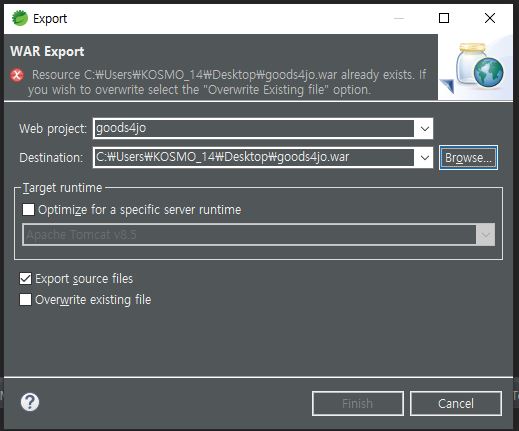 Export
WAR Export
Resource C:₩Users₩KOSMO_14₩Desktop₩goods4jo.war already exists. If
you wish to overwrite select the "Overwrite Existing file" option.
Web project: goods4jo
Destination: C:₩Users₩KOSMO_14₩Desktop₩goods4jo.war Browse...
Target runtime
Optimize for a specific server runtime
Apache Tomcat v8.5
Export source files
Overwrite existing file
Finish Cancel